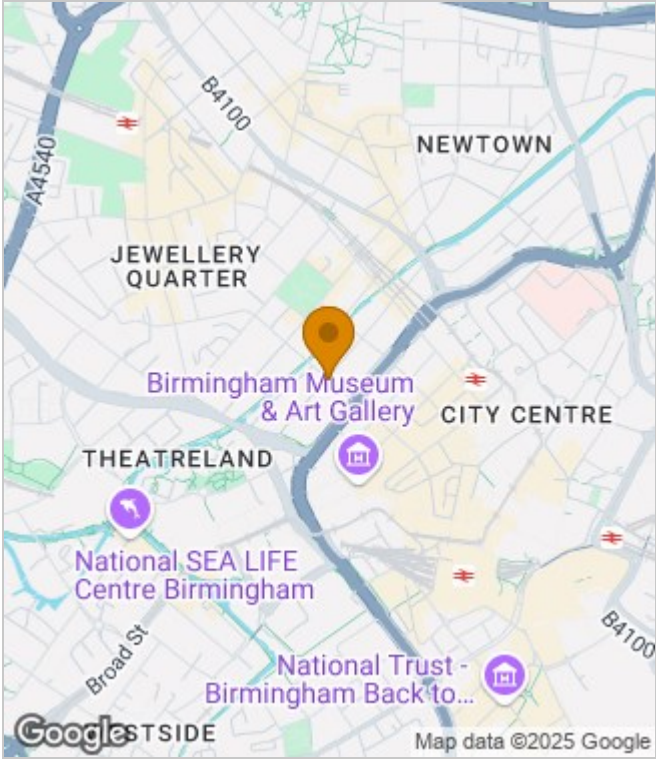 B4100
NEWTOWN
A4540
JEWELLERY
QUARTER
Birmingham Museum
& Art Gallery
CITY CENTRE
THEATRELAND
National SEA LIFE
Centre Birmingham
Broad St
B4100
National Trust -
Birmingham Back to...
Google
ESTSIDE
Map data ©2025 Google